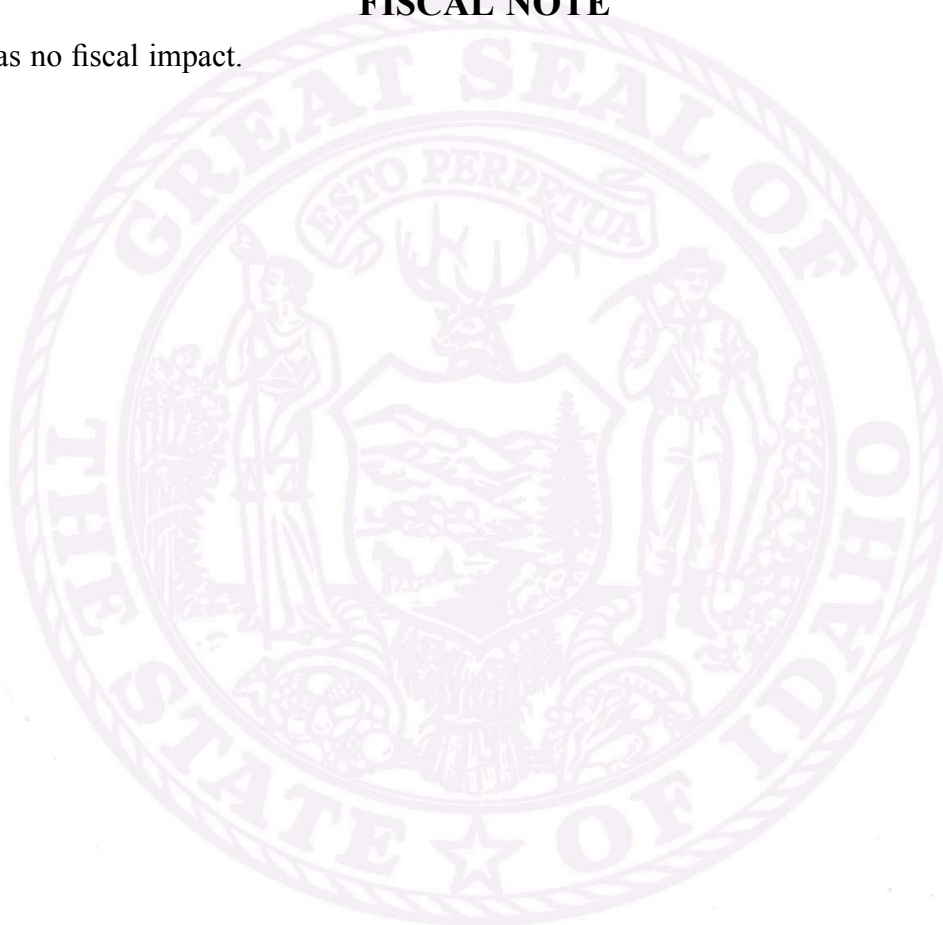 FISCAL NOTE
as no fiscal impact.
GREAT SEAL OF
ESTO PERPETUA
THE STATE OF IDAHO